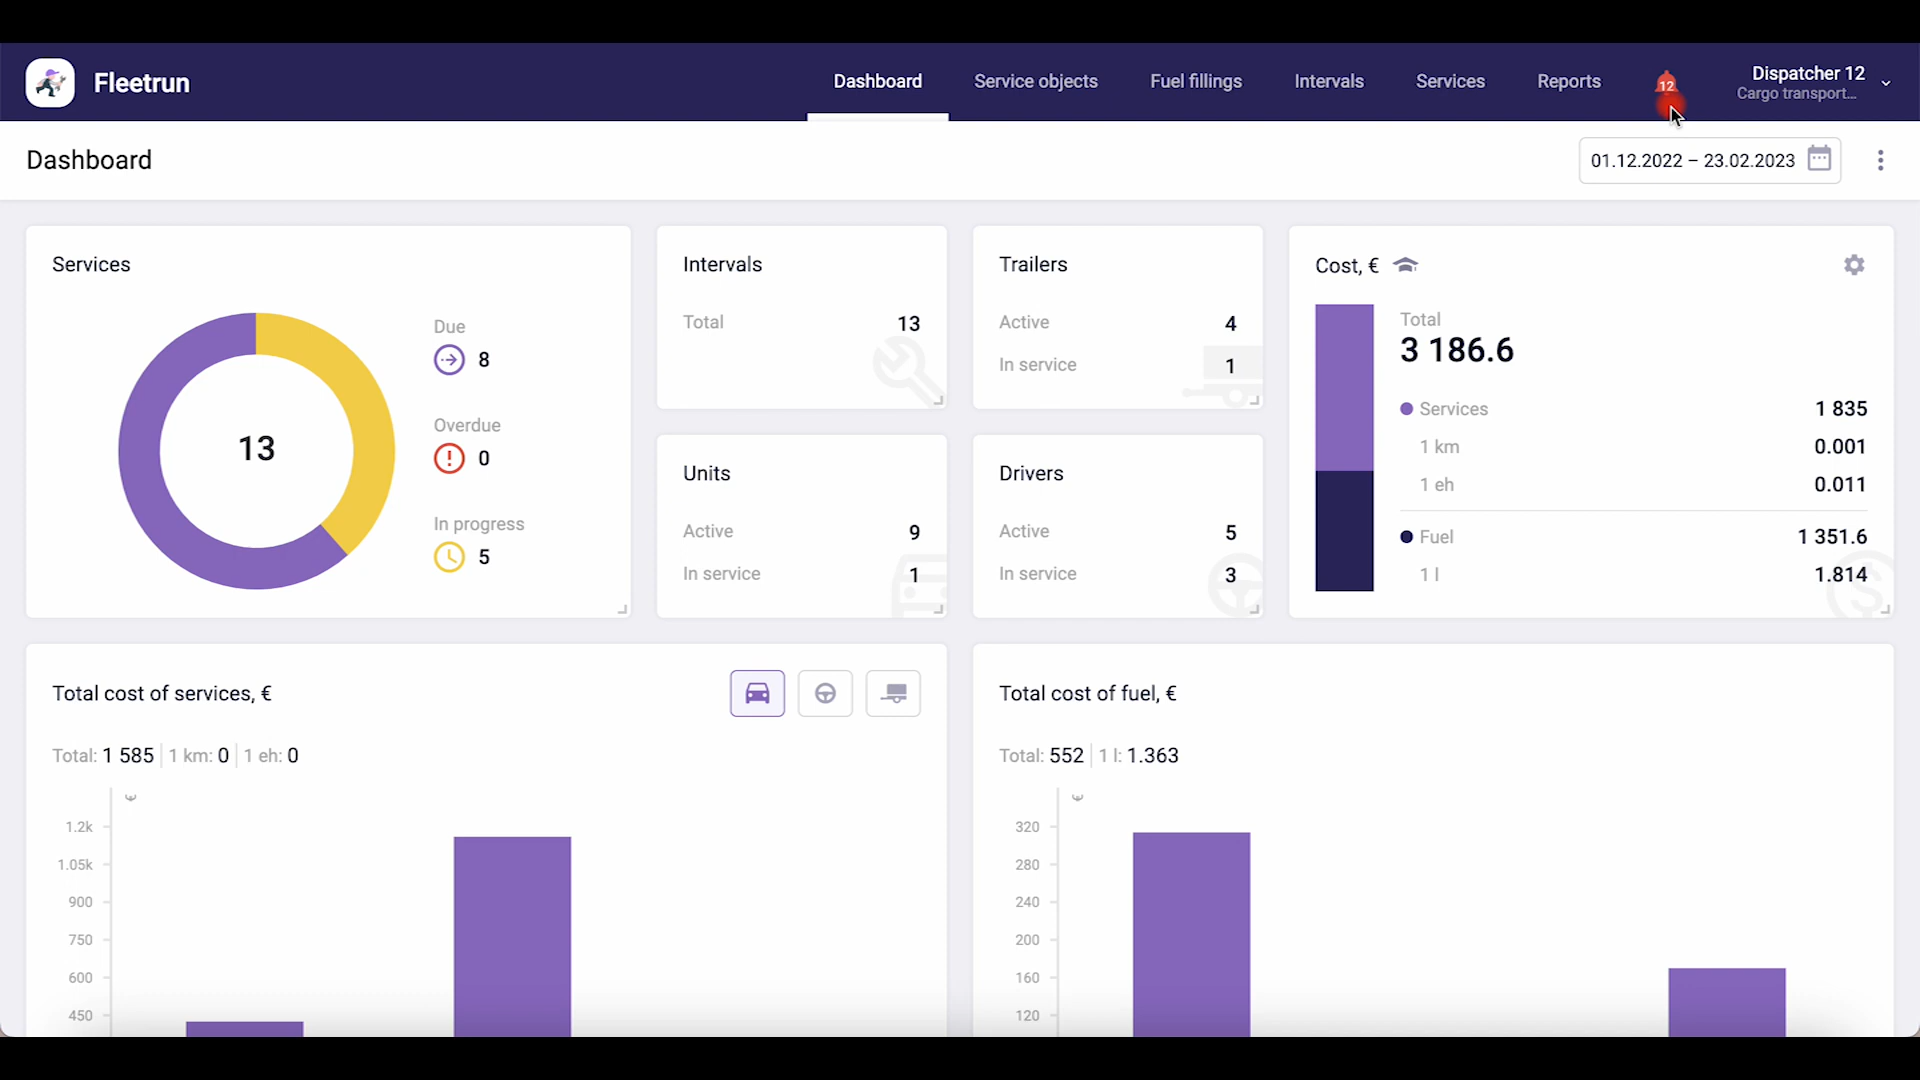 Fleetrun
Dashboard
Service objects
Fuel fillings
Intervals
Services
Reports
12
Dispatcher 12
Cargo transport...
Dashboard
01.12.2022 – 23.02.2023
Services
13
Due
8
Overdue
0
In progress
5
Intervals
Total 13
Trailers
Active 4
In service 1
Units
Active 9
In service 1
Drivers
Active 5
In service 3
Cost, €
Total
3 186.6
Services 1 835
1 km 0.001
1 eh 0.011
Fuel 1 351.6
1 l 1.814
Total cost of services, €
Total: 1 585 1 km: 0 1 eh: 0
€
1.2k
1.05k
900
750
600
450
Total cost of fuel, €
Total: 552 1 l: 1.363
€
320
280
240
200
160
120